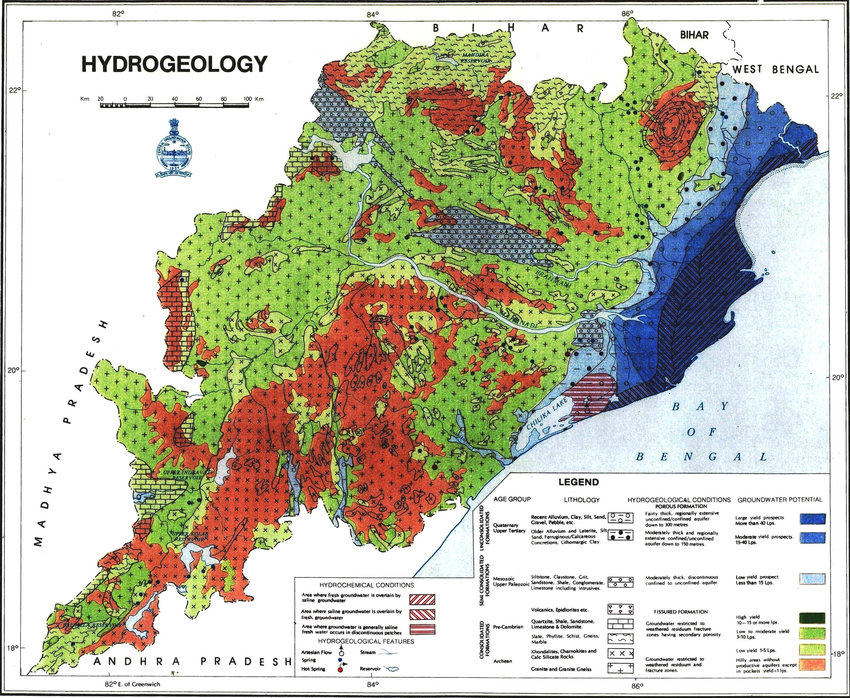 82°
84°
86°
BIHAR
BIHAR
WEST BENGAL
HYDROGEOLOGY
Km 20 0 20 40 60 80 100 Km
22°
22°
MANDIRA
RESERVOIR
MAHANADI
20°
20°
MADHYA PRADESH
CHILIKA LAKE
BAY
OF
BENGAL
UPPER INDRAVATI
RESERVOIR
UPPER KOLAB
RESERVOIR
ANDHRA PRADESH
18°
18°
82° E. of Greenwich
84°
86°
HYDROCHEMICAL CONDITIONS
Area where fresh groundwater is overlain by
saline groundwater
Area where saline groundwater is overlain by
fresh, groundwater
Area where groundwater is generally saline
fresh water occurs in discontinuous patches
HYDROGEOLOGICAL FEATURES
Artesian Flow
Stream
Spring
Hot Spring
Reservoir
LEGEND
AGE GROUP
LITHOLOGY
HYDROGEOLOGICAL CONDITIONS
GROUNDWATER POTENTIAL
POROUS FORMATION
UNCONSOLIDATED
FORMATIONS
Quaternary
Upper Tertiary
Recent Alluvium, Clay, Silt, Sand,
Gravel, Pebble, etc.
Fairly thick, regionally extensive
unconfined/confined aquifer
down to 300 metres
Large yield prospects
More than 40 Lps.
Older Alluvium and Laterite, Silt
Sand, Ferruginous/Calcareous
Concretions, Lithomargic Clay
Moderately thick and regionally
extensive confined/unconfined
aquifer down to 150 metres.
Moderate yield prospects,
15-40 Lps.
SEMI CONSOLIDATED
FORMATIONS
Mesozoic
Upper Paleozoic
Siltstone, Claystone, Grit,
Sandstone, Shale, Conglomerate,
Limestone including Intrusives.
Moderately thick, discontinuous
confined to unconfined aquifer.
Low yield prospect
Less than 15 Lps.
CONSOLIDATED
FORMATIONS
Pre-Cambrian
Archean
Volcanics, Epidiorites etc.
Quartzite, Shale, Sandstone,
Limestone & Dolomite.
Slate, Phyllite, Schist, Gneiss,
Marble
Khondalites, Charnokites and
Calc Silicate Rocks.
Granite and Granite Gneiss
FISSURED FORMATION
Groundwater restricted to
weathered residuum fracture
zones having secondary porosity
Groundwater restricted to
weathered residuum and
fracture zones.
High yield
10—15 or more lps.
Low to moderate yield
5-10 Lps.
Low yield 1-5 Lps.
Hilly areas without
productive aquifers except
in pockets yield<1 lps.